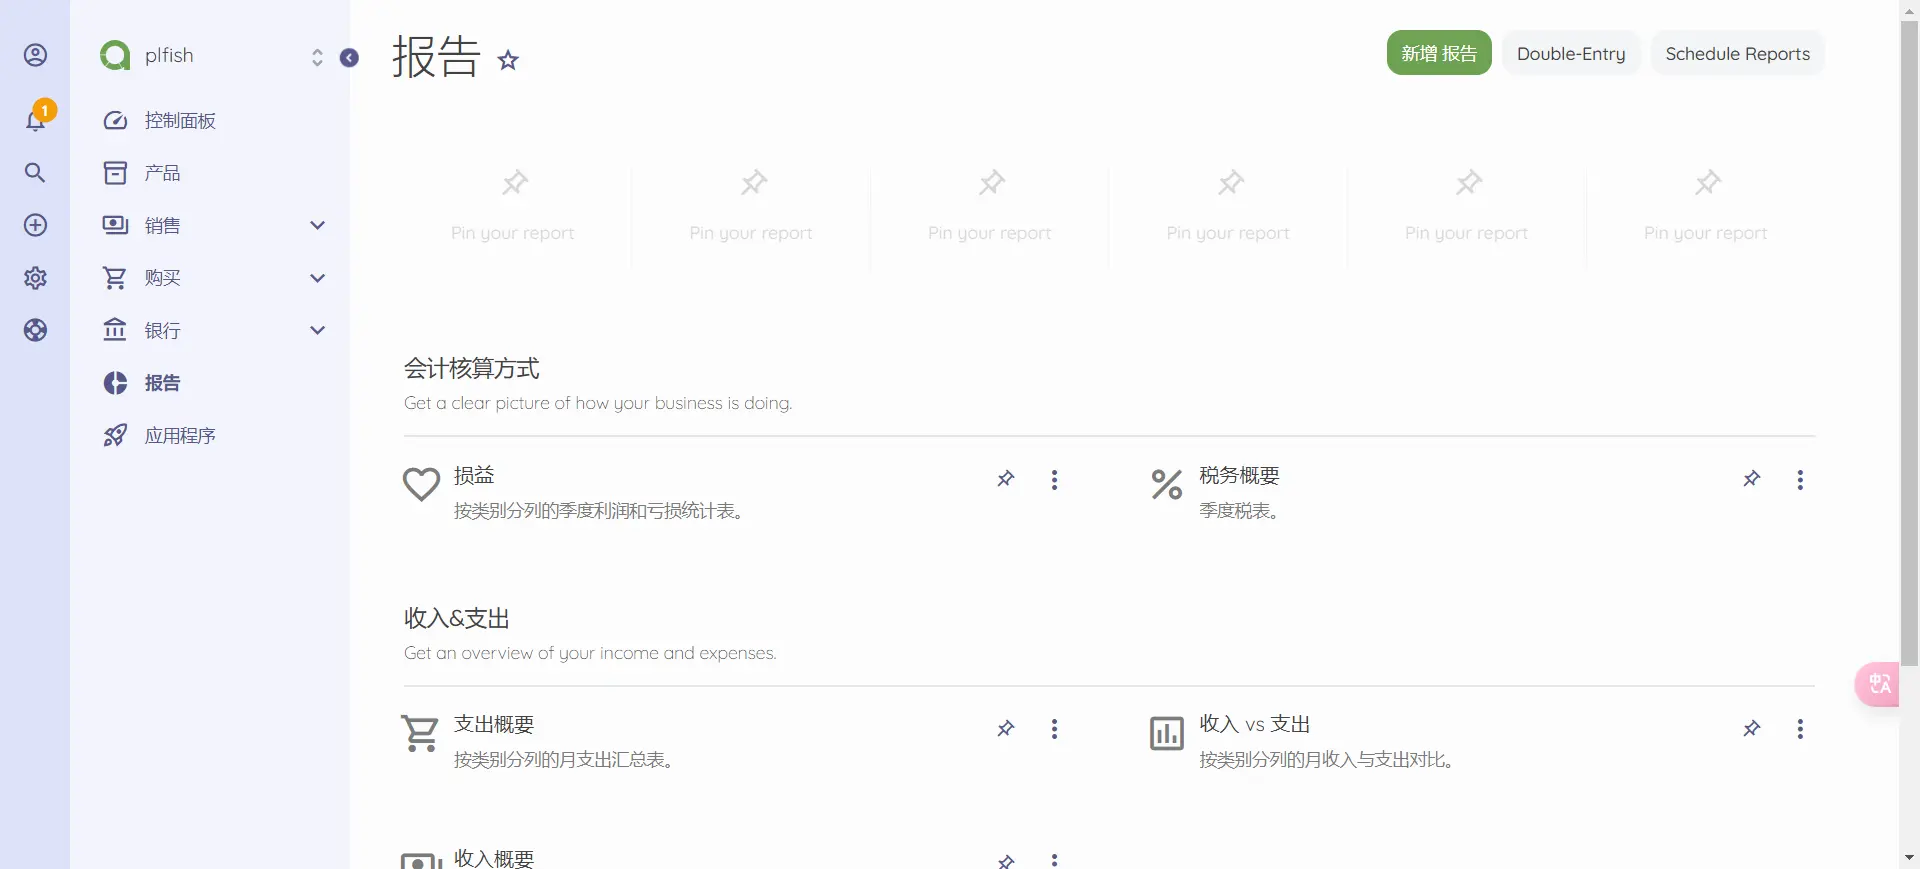 plfish
1
控制面板
产品
销售
购买
银行
报告
应用程序
报告
新增 报告
Double-Entry
Schedule Reports
Pin your report
Pin your report
Pin your report
Pin your report
Pin your report
Pin your report
会计核算方式
Get a clear picture of how your business is doing.
损益
按类别分列的季度利润和亏损统计表。
税务概要
季度税表。
收入&支出
Get an overview of your income and expenses.
支出概要
按类别分列的月支出汇总表。
收入 vs 支出
按类别分列的月收入与支出对比。
收入概要
中A